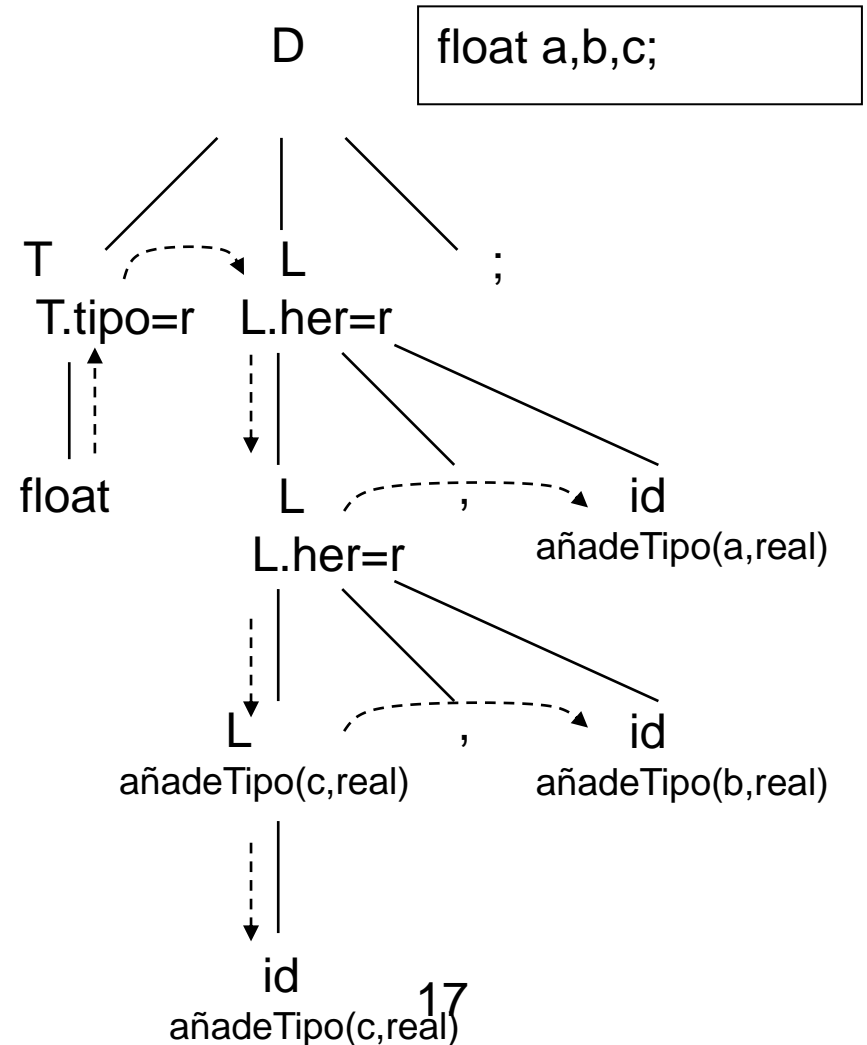 D
float a,b,c;
T
L
;
T.tipo=r
L.her=r
float
L
,
id
L.her=r
añadeTipo(a,real)
L
,
id
añadeTipo(c,real)
añadeTipo(b,real)
id
17
añadeTipo(c,real)